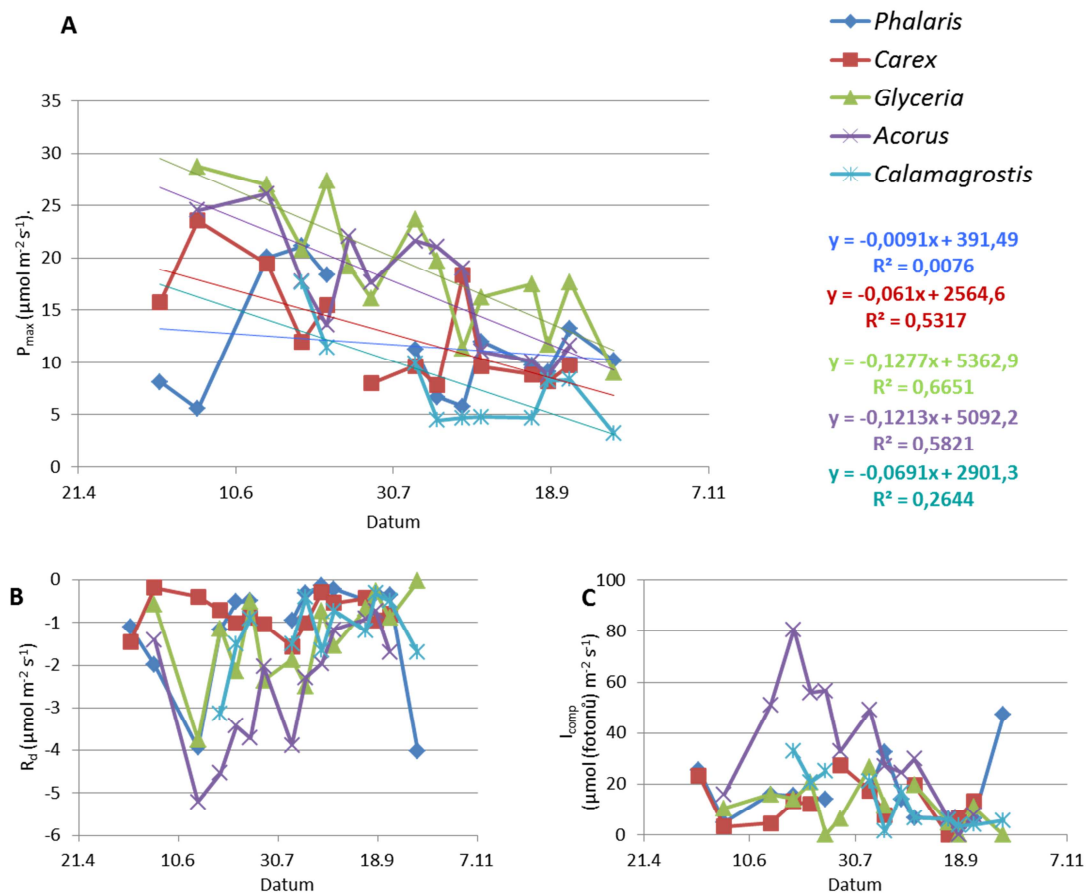 A
Phalaris
Carex
Glyceria
Acorus
Calamagrostis
35
30
25
20
15
10
5
0
P max (µmol m⁻² s⁻¹).
21.4 10.6 30.7 18.9 7.11
Datum
y = -0,0091x + 391,49
R² = 0,0076
y = -0,061x + 2564,6
R² = 0,5317
y = -0,1277x + 5362,9
R² = 0,6651
y = -0,1213x + 5092,2
R² = 0,5821
y = -0,0691x + 2901,3
R² = 0,2644
B
0
-1
-2
-3
-4
-5
-6
R d (µmol m⁻² s⁻¹)
21.4 10.6 30.7 18.9 7.11
Datum
C
100
80
60
40
20
0
I comp
(µmol (fotonů) m⁻² s⁻¹)
21.4 10.6 30.7 18.9 7.11
Datum